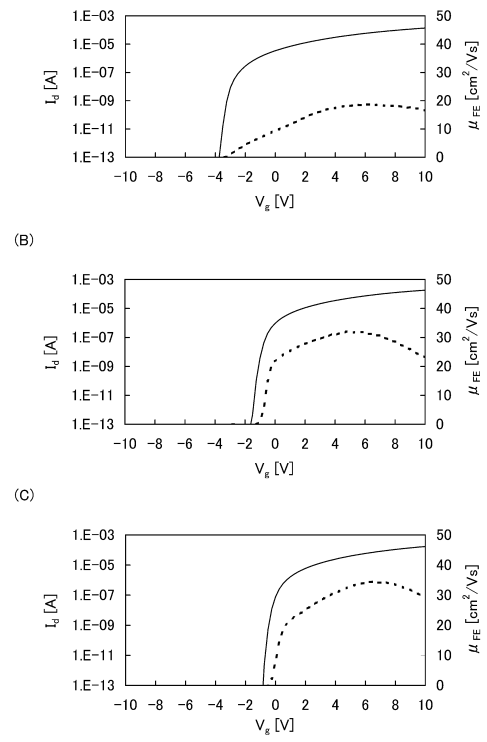 1.E-03
1.E-05
1.E-07
1.E-09
1.E-11
1.E-13
I_d [A]
50
40
30
20
10
0
μ_FE [cm²/Vs]
-10 -8 -6 -4 -2 0 2 4 6 8 10
V_g [V]
(B)
1.E-03
1.E-05
1.E-07
1.E-09
1.E-11
1.E-13
I_d [A]
50
40
30
20
10
0
μ_FE [cm²/Vs]
-10 -8 -6 -4 -2 0 2 4 6 8 10
V_g [V]
(C)
1.E-03
1.E-05
1.E-07
1.E-09
1.E-11
1.E-13
I_d [A]
50
40
30
20
10
0
μ_FE [cm²/Vs]
-10 -8 -6 -4 -2 0 2 4 6 8 10
V_g [V]